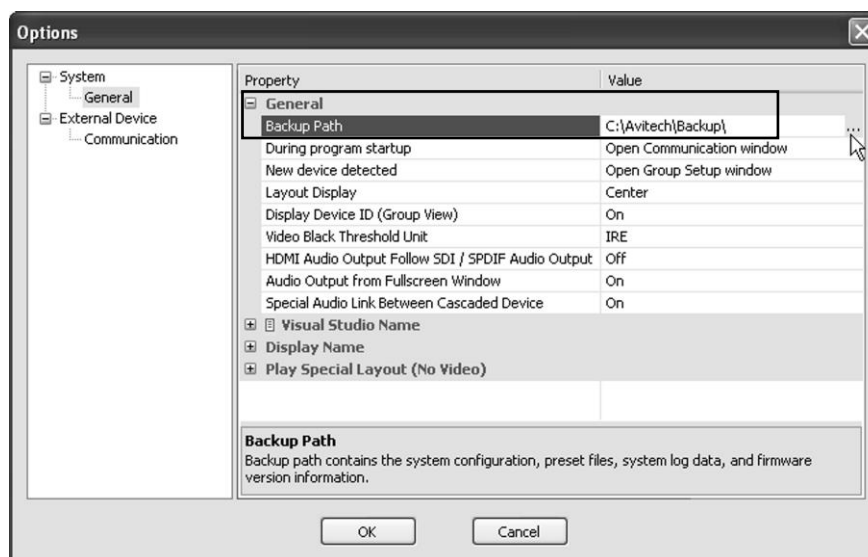 Options
System
General
External Device
Communication
Property Value
General
Backup Path C:\Avitech\Backup\ ...
During program startup Open Communication window
New device detected Open Group Setup window
Layout Display Center
Display Device ID (Group View) On
Video Black Threshold Unit IRE
HDMI Audio Output Follow SDI / SPDIF Audio Output Off
Audio Output from Fullscreen Window On
Special Audio Link Between Cascaded Device On
Visual Studio Name
Display Name
Play Special Layout (No Video)
Backup Path
Backup path contains the system configuration, preset files, system log data, and firmware
version information.
OK Cancel